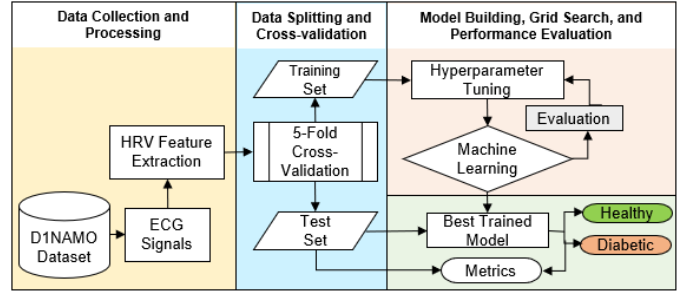 Data Collection and
Processing
Data Splitting and
Cross-validation
Model Building, Grid Search, and
Performance Evaluation
Training
Set
Hyperparameter
Tuning
Evaluation
HRV Feature
Extraction
5-Fold
Cross-
Validation
Machine
Learning
D1NAMO
Dataset
ECG
Signals
Test
Set
Best Trained
Model
Healthy
Diabetic
Metrics